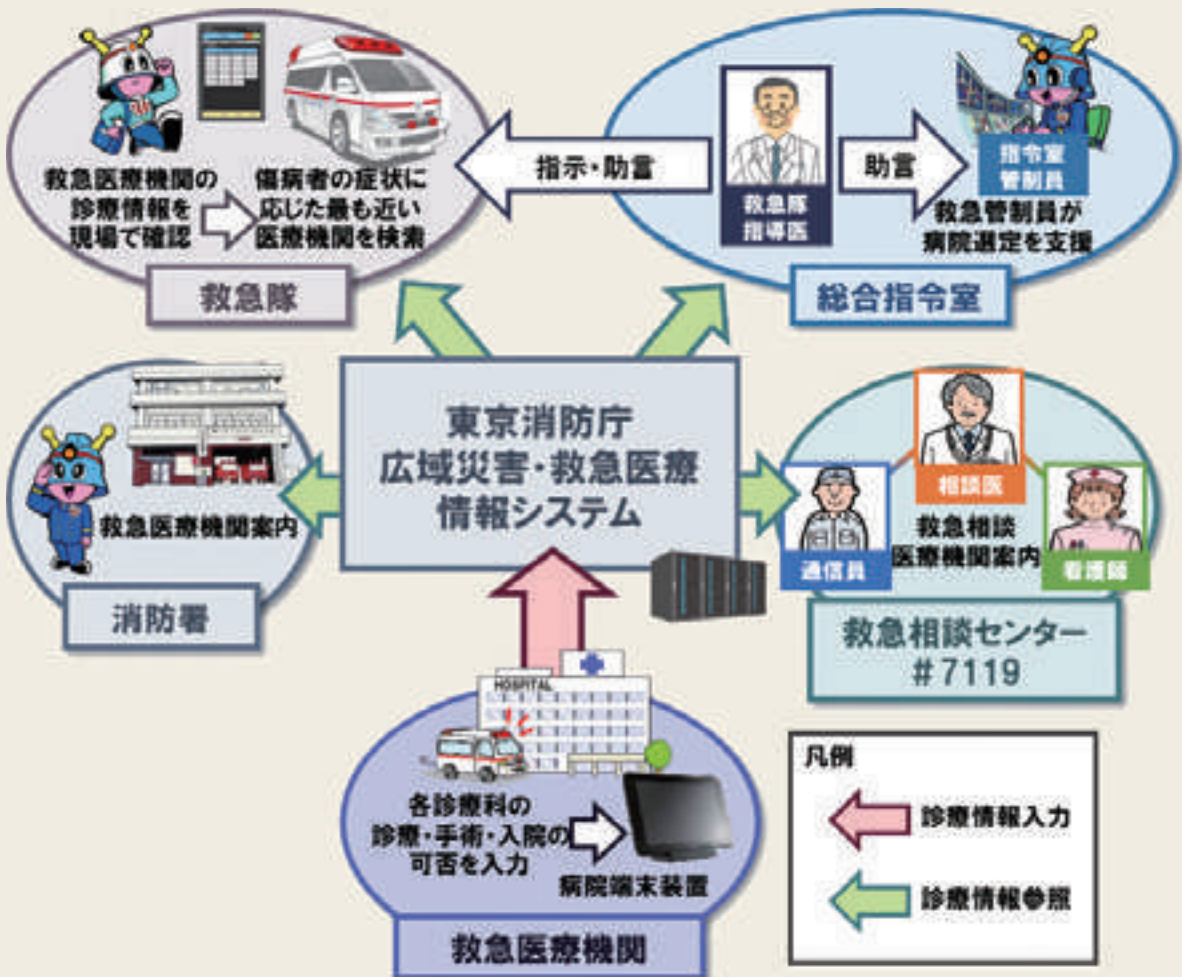 救急医療機関の
診療情報を
現場で確認
傷病者の症状に
応じた最も近い
医療機関を検索
救急隊
指示・助言
救急隊
指導医
助言
指令室
管制員
救急管制員が
病院選定を支援
総合指令室
東京消防庁
広域災害・救急医療
情報システム
救急医療機関案内
消防署
相談医
通信員
救急相談
医療機関案内
看護師
救急相談センター
#7119
HOSPITAL
各診療科の
診療・手術・入院の
可否を入力
病院端末装置
救急医療機関
凡例
診療情報入力
診療情報参照